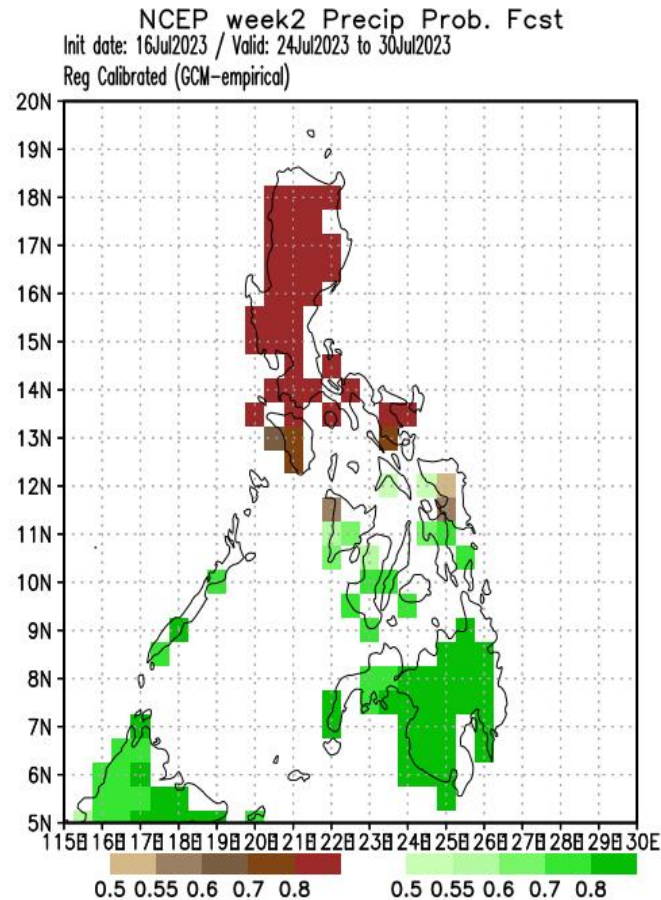 NCEP week2 Precip Prob. Fcst
Init date: 16Jul2023 / Valid: 24Jul2023 to 30Jul2023
Reg Calibrated (GCM-empirical)
20N
19N
18N
17N
16N
15N
14N
13N
12N
11N
10N
9N
8N
7N
6N
5N
115E 116E 117E 118E 119E 120E 121E 122E 123E 124E 125E 126E 127E 128E 129E 130E
0.5 0.55 0.6 0.7 0.8 0.5 0.55 0.6 0.7 0.8